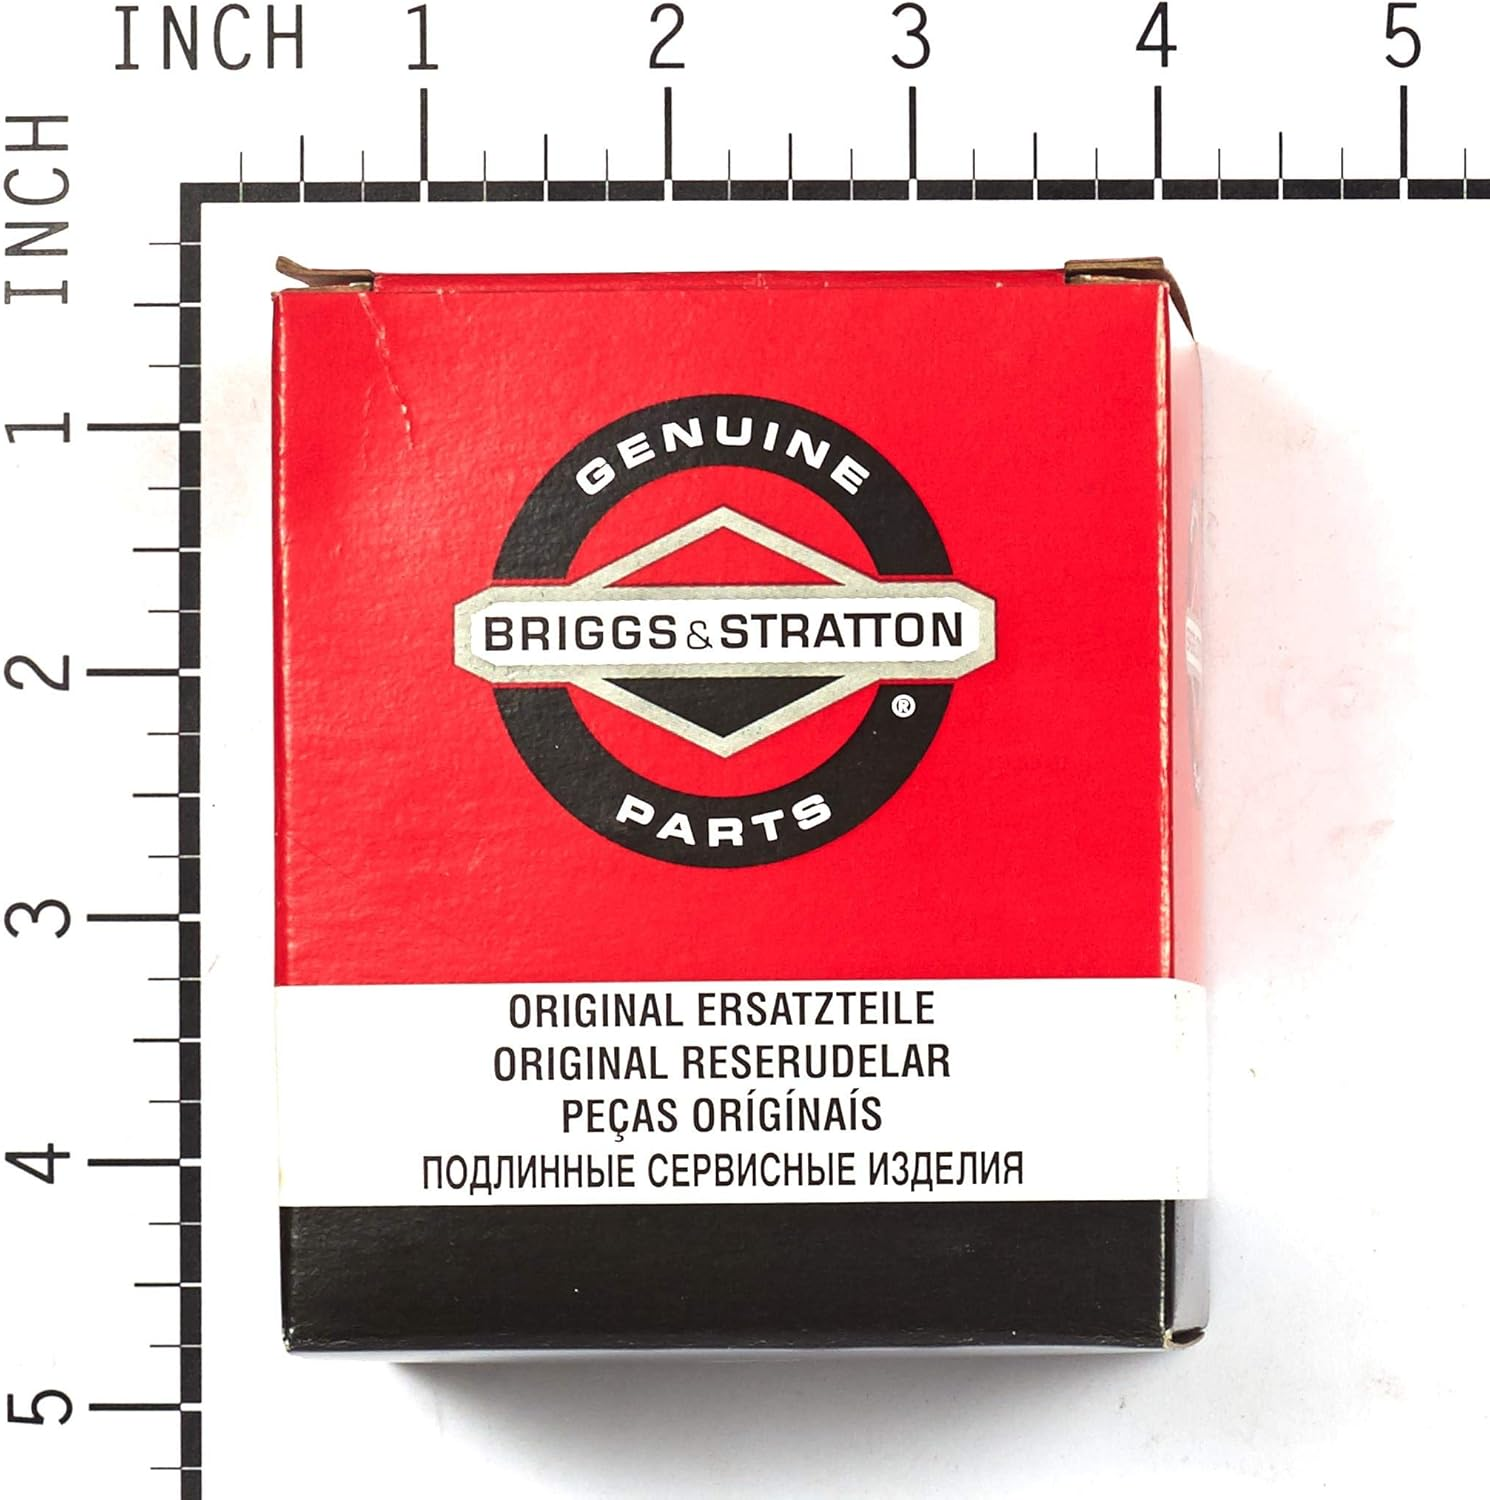 INCH 1 2 3 4 5
INCH 1 2 3 4 5
GENUINE
BRIGGS & STRATTON
®
PARTS
ORIGINAL ERSATZTEILE
ORIGINAL RESERUDELAR
PEÇAS ORÍGÍNAÍS
ПОДЛИННЫЕ СЕРВИСНЫЕ ИЗДЕЛИЯ